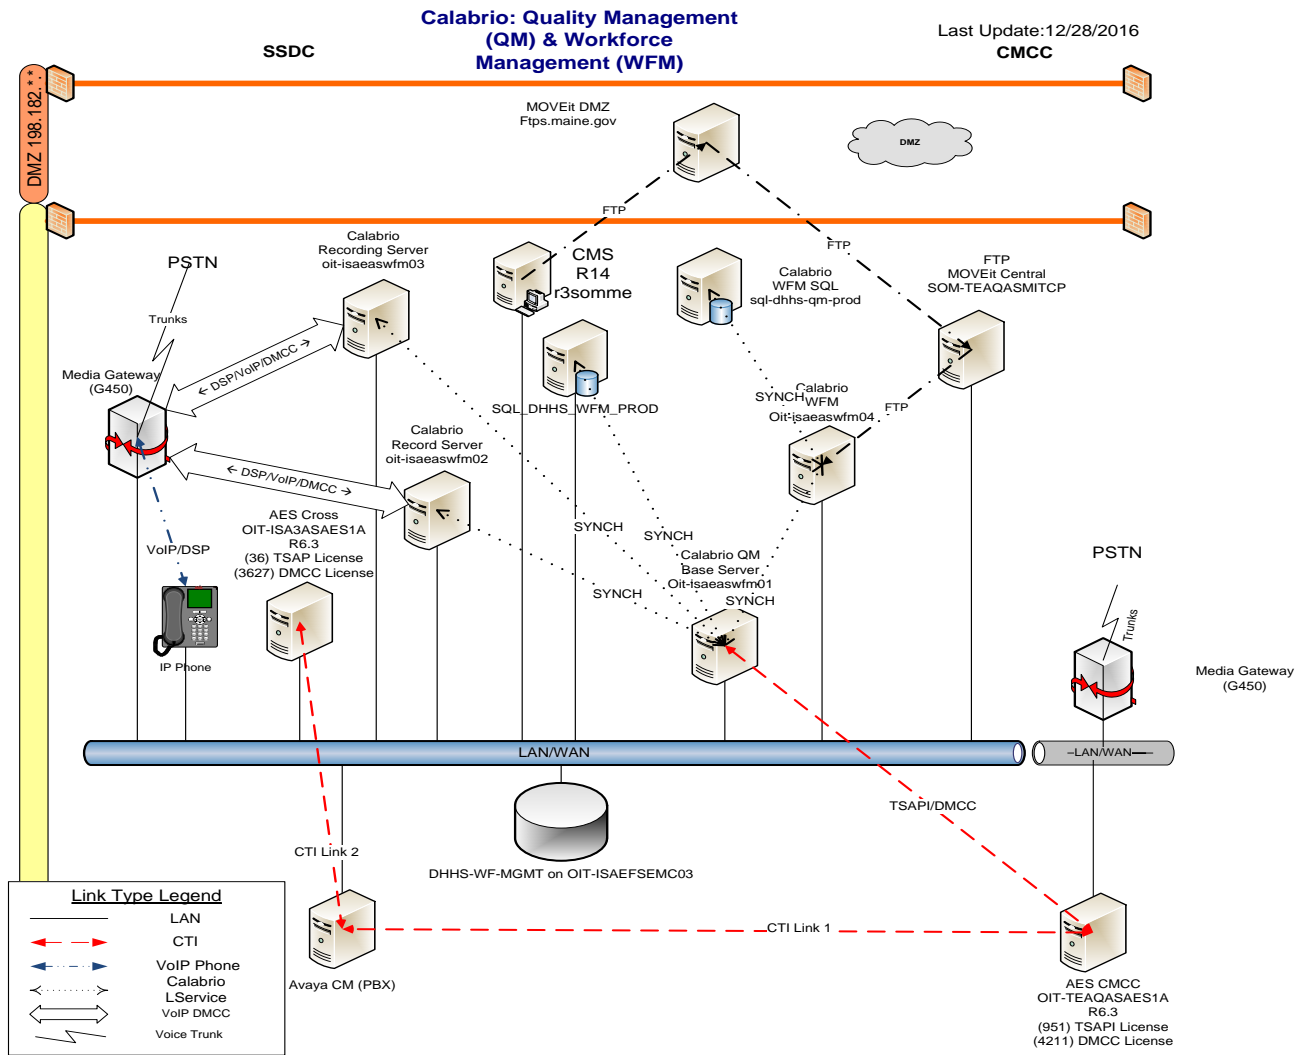 Calabrio: Quality Management
(QM) & Workforce
Management (WFM)
Last Update:12/28/2016
SSDC
CMCC
DMZ 198.182.*.*
MOVEit DMZ
Ftps.maine.gov
DMZ
FTP
FTP
Calabrio
Recording Server
oit-isaeaswfm03
PSTN
Trunks
CMS
R14
r3somme
Calabrio
WFM SQL
sql-dhhs-qm-prod
FTP
MOVEit Central
SOM-TEAQASMITCP
Media Gateway
(G450)
← DSP/VoIP/DMCC →
SQL_DHHS_WFM_PROD
SYNCH
Calabrio
WFM
Oit-isaeaswfm04
FTP
Calabrio
Record Server
oit-isaeaswfm02
← DSP/VoIP/DMCC →
AES Cross
OIT-ISA3ASAES1A
R6.3
(36) TSAP License
(3627) DMCC License
VoIP/DSP
IP Phone
SYNCH
SYNCH
SYNCH
SYNCH
Calabrio QM
Base Server
Oit-isaeaswfm01
PSTN
Trunks
Media Gateway
(G450)
LAN/WAN
LAN/WAN
TSAPI/DMCC
CTI Link 2
DHHS-WF-MGMT on OIT-ISAEFSEMC03
CTI Link 1
Avaya CM (PBX)
AES CMCC
OIT-TEAQASAES1A
R6.3
(951) TSAPI License
(4211) DMCC License
Link Type Legend
LAN
CTI
VoIP Phone
Calabrio
LService
VoIP DMCC
Voice Trunk